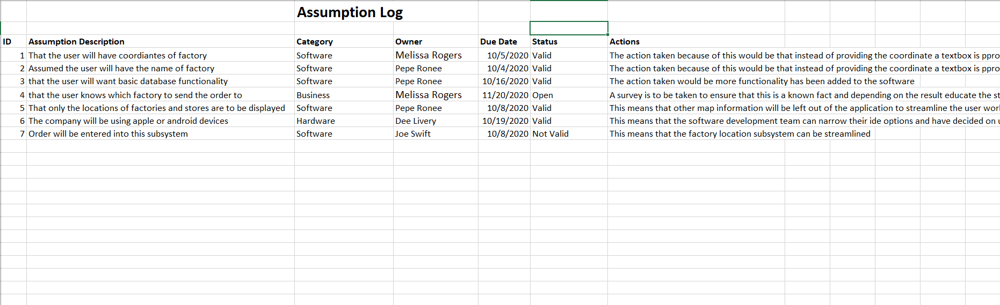 Assumption Log
ID Assumption Description Category Owner Due Date Status Actions
1 That the user will have coordiantes of factory Software Melissa Rogers 10/5/2020 Valid The action taken because of this would be that instead of providing the coordinate a textbox is ppro
2 Assumed the user will have the name of factory Software Pepe Ronee 10/4/2020 Valid The action taken because of this would be that instead of providing the coordinate a textbox is ppro
3 that the user will want basic database functionality Software Pepe Ronee 10/16/2020 Valid The action taken would be more functionality has been added to the software
4 that the user knows which factory to send the order to Business Melissa Rogers 11/20/2020 Open A survey is to be taken to ensure that this is a known fact and depending on the result educate the st
5 That only the locations of factories and stores are to be displayed Software Pepe Ronee 10/8/2020 Valid This means that other map information will be left out of the application to streamline the user wor
6 The company will be using apple or android devices Hardware Dee Livery 10/19/2020 Valid This means that the software development team can narrow their ide options and have decided on
7 Order will be entered into this subsystem Software Joe Swift 10/8/2020 Not Valid This means that the factory location subsystem can be streamlined